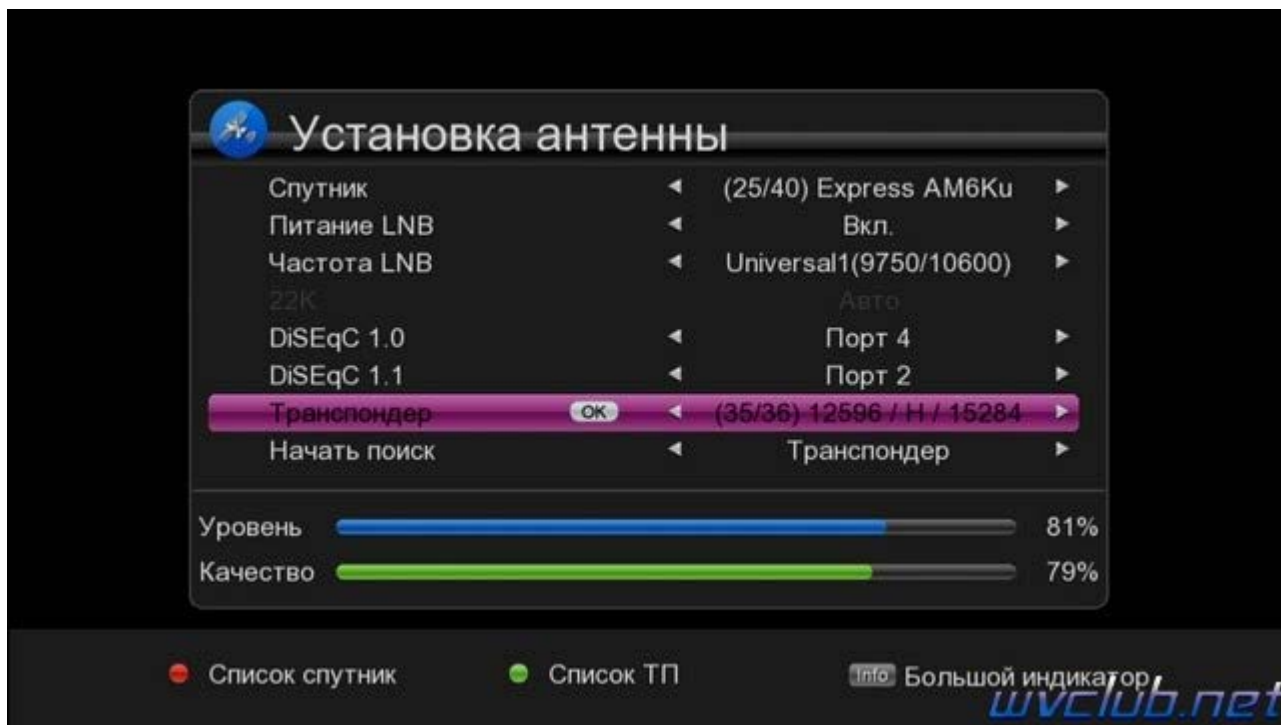 Установка антенны
Спутник (25/40) Express AM6Ku
Питание LNB Вкл.
Частота LNB Universal1(9750/10600)
22K Авто
DiSEqC 1.0 Порт 4
DiSEqC 1.1 Порт 2
Транспондер OK (35/36) 12596 / H / 15284
Начать поиск Транспондер
Уровень 81%
Качество 79%
Список спутник Список ТП Info Большой индикатор
wvclub.net